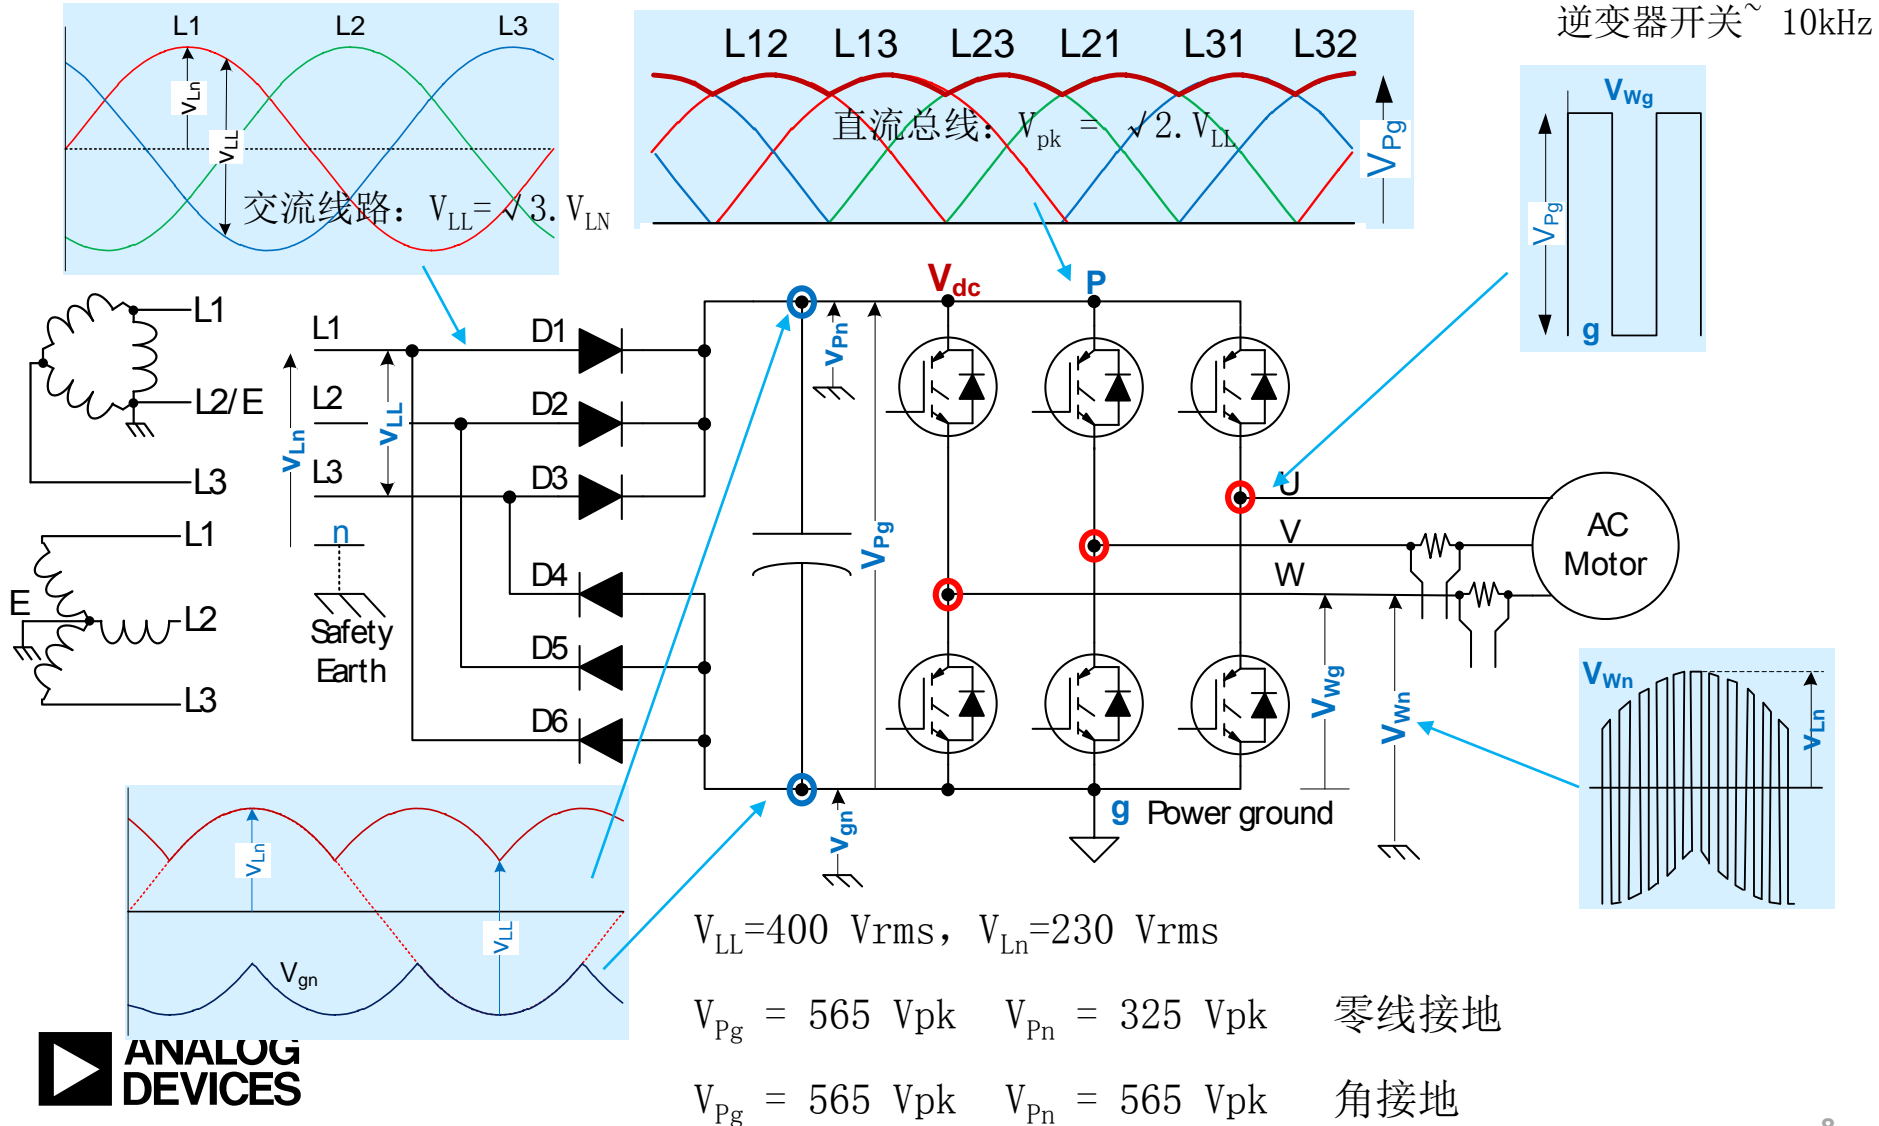 L1 L2 L3
VLn
VLL
交流线路: VLL=√3.VLN
L12 L13 L23 L21 L31 L32
直流总线: Vpk = √2.VLL
VPg
逆变器开关~ 10kHz
VWg
VPg
g
L1
L2/E
L3
L1
E
L2
L3
L1
L2
L3
vLn
vLL
n
Safety
Earth
D1
D2
D3
D4
D5
D6
vPn
VPg
vgn
Vdc
P
U
V
W
AC
Motor
VWg
VWn
g Power ground
VWn
vLn
vLn
vLL
Vgn
VLL=400 Vrms, VLn=230 Vrms
VPg = 565 Vpk VPn = 325 Vpk 零线接地
VPg = 565 Vpk VPn = 565 Vpk 角接地
ANALOG
DEVICES
8